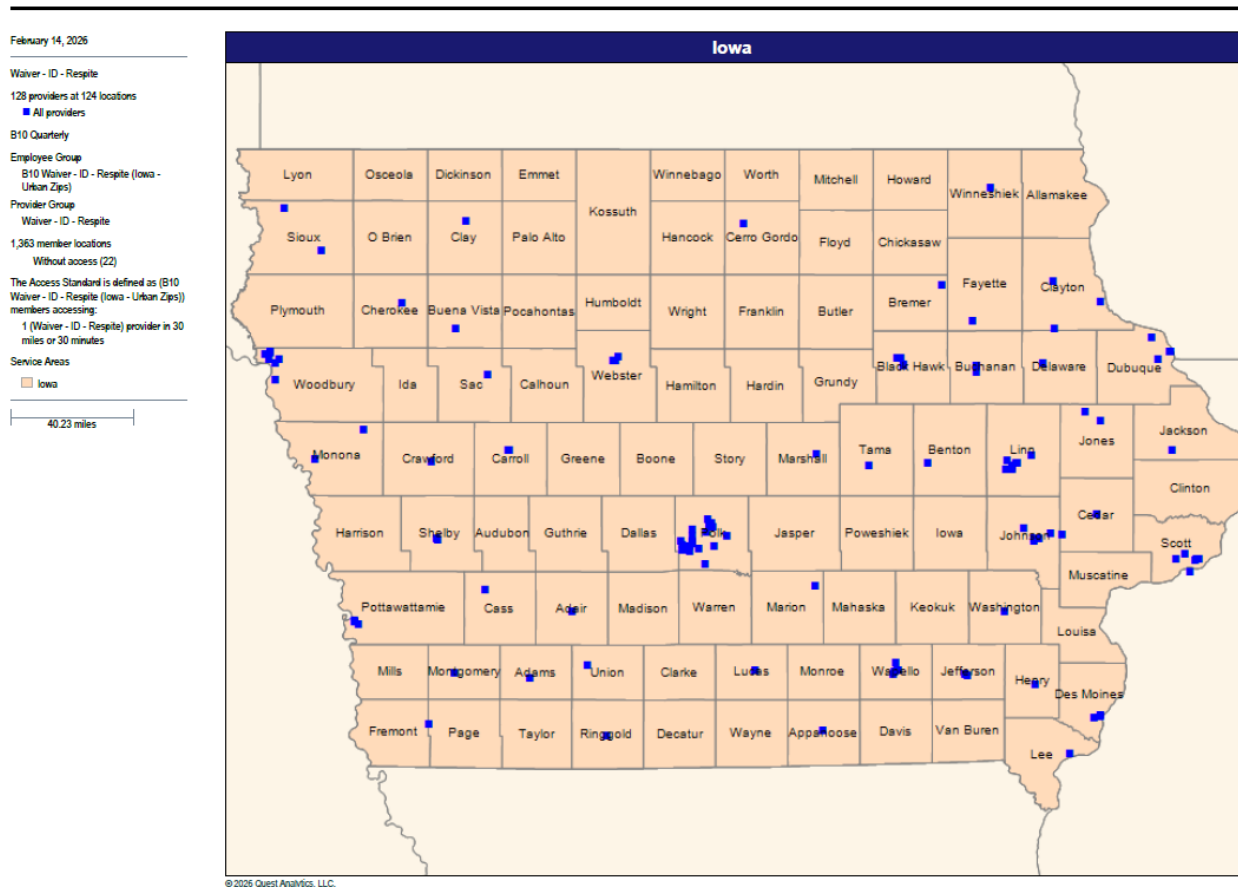 February 14, 2026
Waiver - ID - Respite
128 providers at 124 locations
All providers
B10 Quarterly
Employee Group
B10 Waiver - ID - Respite (Iowa -
Urban Zips)
Provider Group
Waiver - ID - Respite
1,363 member locations
Without access (22)
The Access Standard is defined as (B10
Waiver - ID - Respite (Iowa - Urban Zips))
members accessing:
1 (Waiver - ID - Respite) provider in 30
miles or 30 minutes
Service Areas
Iowa
40.23 miles
Iowa
Lyon Osceola Dickinson Emmet Winnebago Worth Mitchell Howard Winneshiek Allamakee
Sioux O Brien Clay Palo Alto Kossuth Hancock Cerro Gordo Floyd Chickasaw
Plymouth Cherokee Buena Vista Pocahontas Humboldt Wright Franklin Butler Bremer Fayette Clayton
Woodbury Ida Sac Calhoun Webster Hamilton Hardin Grundy Black Hawk Buchanan Delaware Dubuque
Monona Crawford Carroll Greene Boone Story Marshall Tama Benton Linn Jones Jackson
Clinton
Harrison Shelby Audubon Guthrie Dallas Polk Jasper Poweshiek Iowa Johnson Cedar Scott
Muscatine
Pottawattamie Cass Adair Madison Warren Marion Mahaska Keokuk Washington Louisa
Mills Montgomery Adams Union Clarke Lucas Monroe Wapello Jefferson Henry Des Moines
Fremont Page Taylor Ringgold Decatur Wayne Appanoose Davis Van Buren Lee
© 2026 Quest Analytics, LLC.